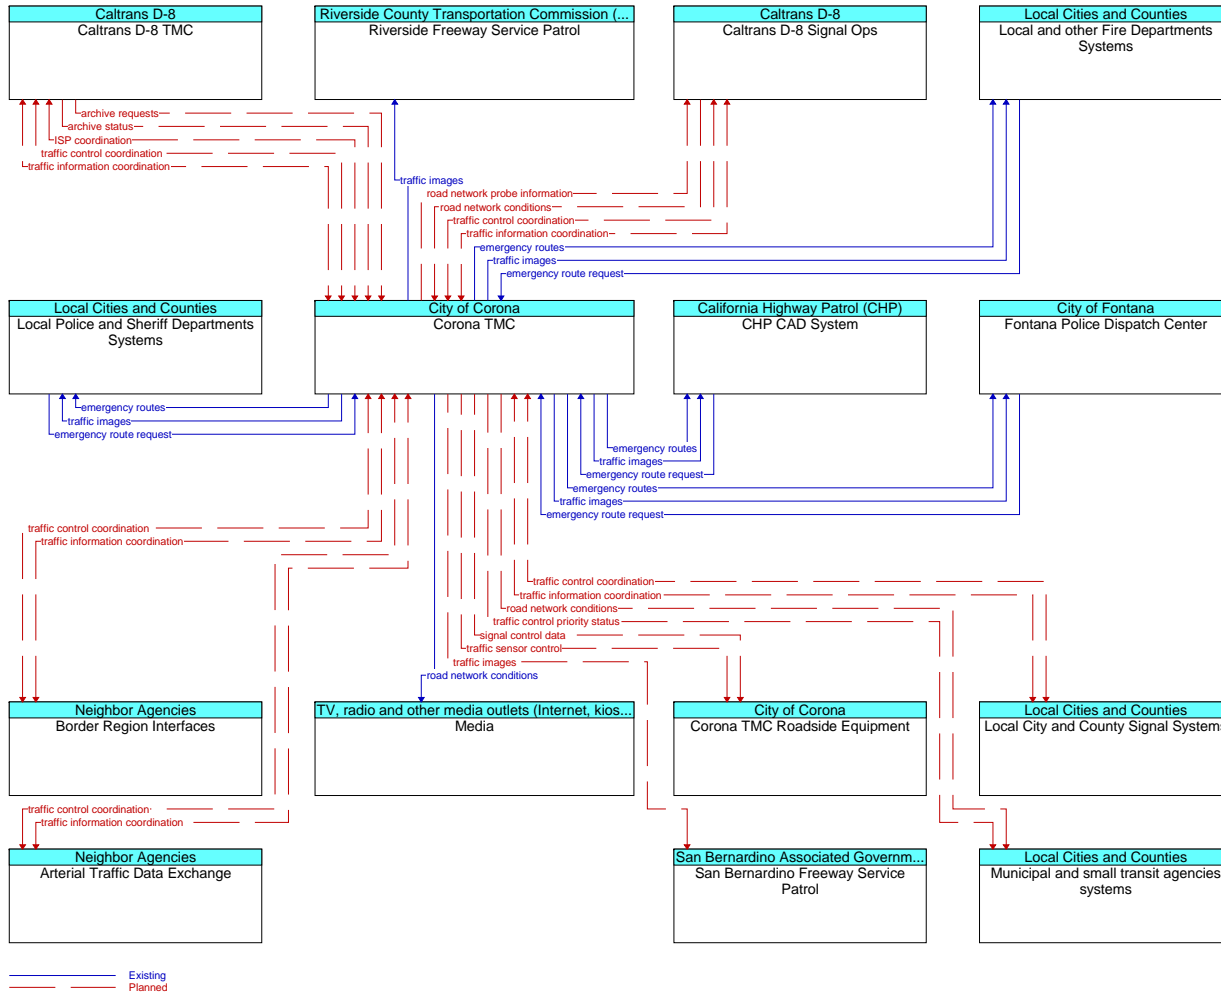 Caltrans D-8
Caltrans D-8 TMC
Riverside County Transportation Commission (...
Riverside Freeway Service Patrol
Caltrans D-8
Caltrans D-8 Signal Ops
Local Cities and Counties
Local and other Fire Departments
Systems
archive requests
archive status
ISP coordination
traffic control coordination
traffic information coordination
traffic images
road network probe information
road network conditions
traffic control coordination
traffic information coordination
emergency routes
traffic images
emergency route request
Local Cities and Counties
Local Police and Sheriff Departments
Systems
City of Corona
Corona TMC
California Highway Patrol (CHP)
CHP CAD System
City of Fontana
Fontana Police Dispatch Center
emergency routes
traffic images
emergency route request
emergency routes
traffic images
emergency route request
emergency routes
traffic images
emergency route request
traffic control coordination
traffic information coordination
traffic control coordination
traffic information coordination
road network conditions
traffic control priority status
signal control data
traffic sensor control
traffic images
road network conditions
Neighbor Agencies
Border Region Interfaces
TV, radio and other media outlets (Internet, kios...
Media
City of Corona
Corona TMC Roadside Equipment
Local Cities and Counties
Local City and County Signal Systems
traffic control coordination
traffic information coordination
Neighbor Agencies
Arterial Traffic Data Exchange
San Bernardino Associated Governm...
San Bernardino Freeway Service
Patrol
Local Cities and Counties
Municipal and small transit agencies
systems
Existing
Planned